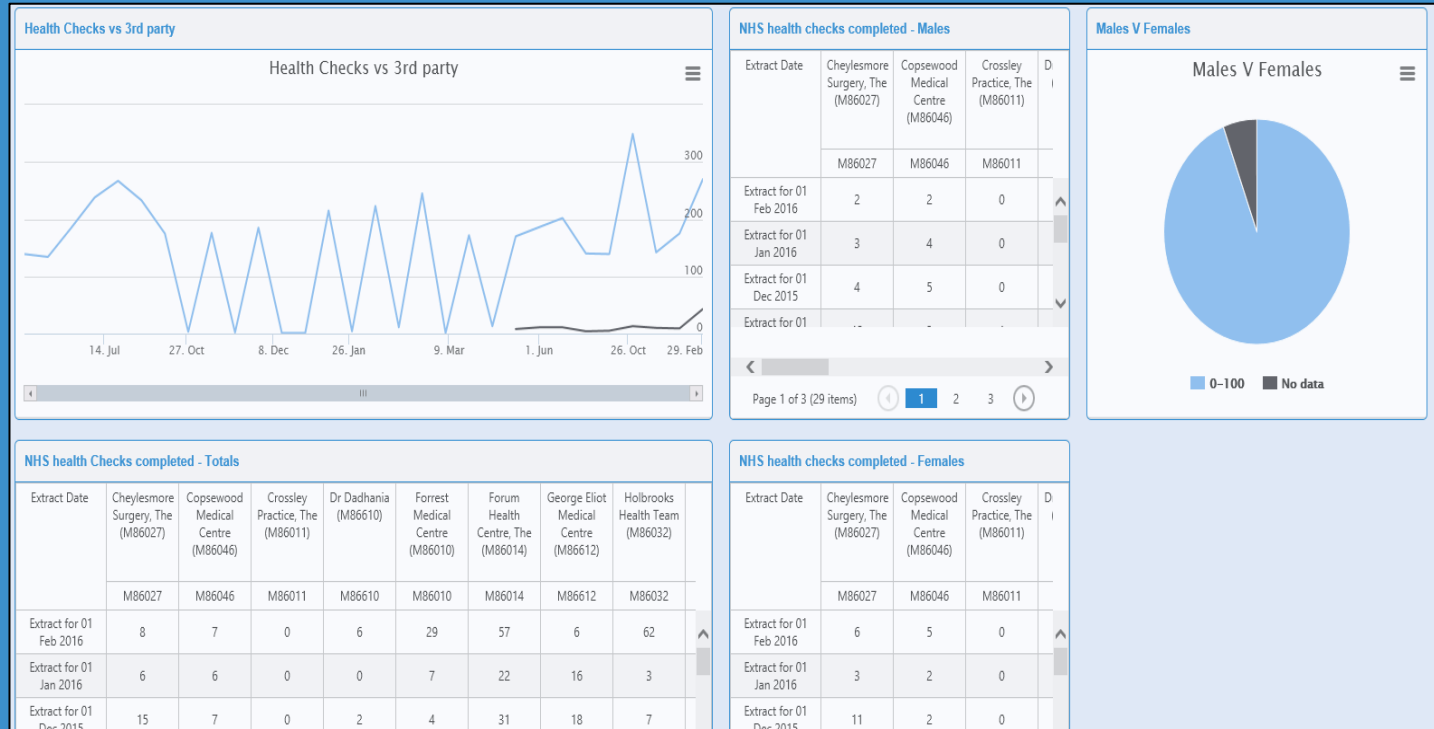 Health Checks vs 3rd party
Health Checks vs 3rd party
300
200
100
0
14. Jul 27. Oct 8. Dec 26. Jan 9. Mar 1. Jun 26. Oct 29. Feb
NHS health checks completed - Males
Extract Date Cheylesmore Copsewood Crossley D
Surgery, The Medical Practice, The (
(M86027) Centre (M86011)
(M86046)
M86027 M86046 M86011
Extract for 01
Feb 2016 2 2 0
Extract for 01
Jan 2016 3 4 0
Extract for 01
Dec 2015 4 5 0
Extract for 01
Page 1 of 3 (29 items) 1 2 3
Males V Females
Males V Females
0-100 No data
NHS health Checks completed - Totals
Extract Date Cheylesmore Copsewood Crossley Dr Dadhania Forrest Forum George Eliot Holbrooks
Surgery, The Medical Practice, The (M86610) Medical Health Medical Health Team
(M86027) Centre (M86011) Centre Centre, The Centre (M86032)
(M86046) (M86010) (M86014) (M86612)
M86027 M86046 M86011 M86610 M86010 M86014 M86612 M86032
Extract for 01
Feb 2016 8 7 0 6 29 57 6 62
Extract for 01
Jan 2016 6 6 0 0 7 22 16 3
Extract for 01
Dec 2015 15 7 0 2 4 31 18 7
NHS health checks completed - Females
Extract Date Cheylesmore Copsewood Crossley D
Surgery, The Medical Practice, The (
(M86027) Centre (M86011)
(M86046)
M86027 M86046 M86011
Extract for 01
Feb 2016 6 5 0
Extract for 01
Jan 2016 3 2 0
Extract for 01
Dec 2015 11 2 0